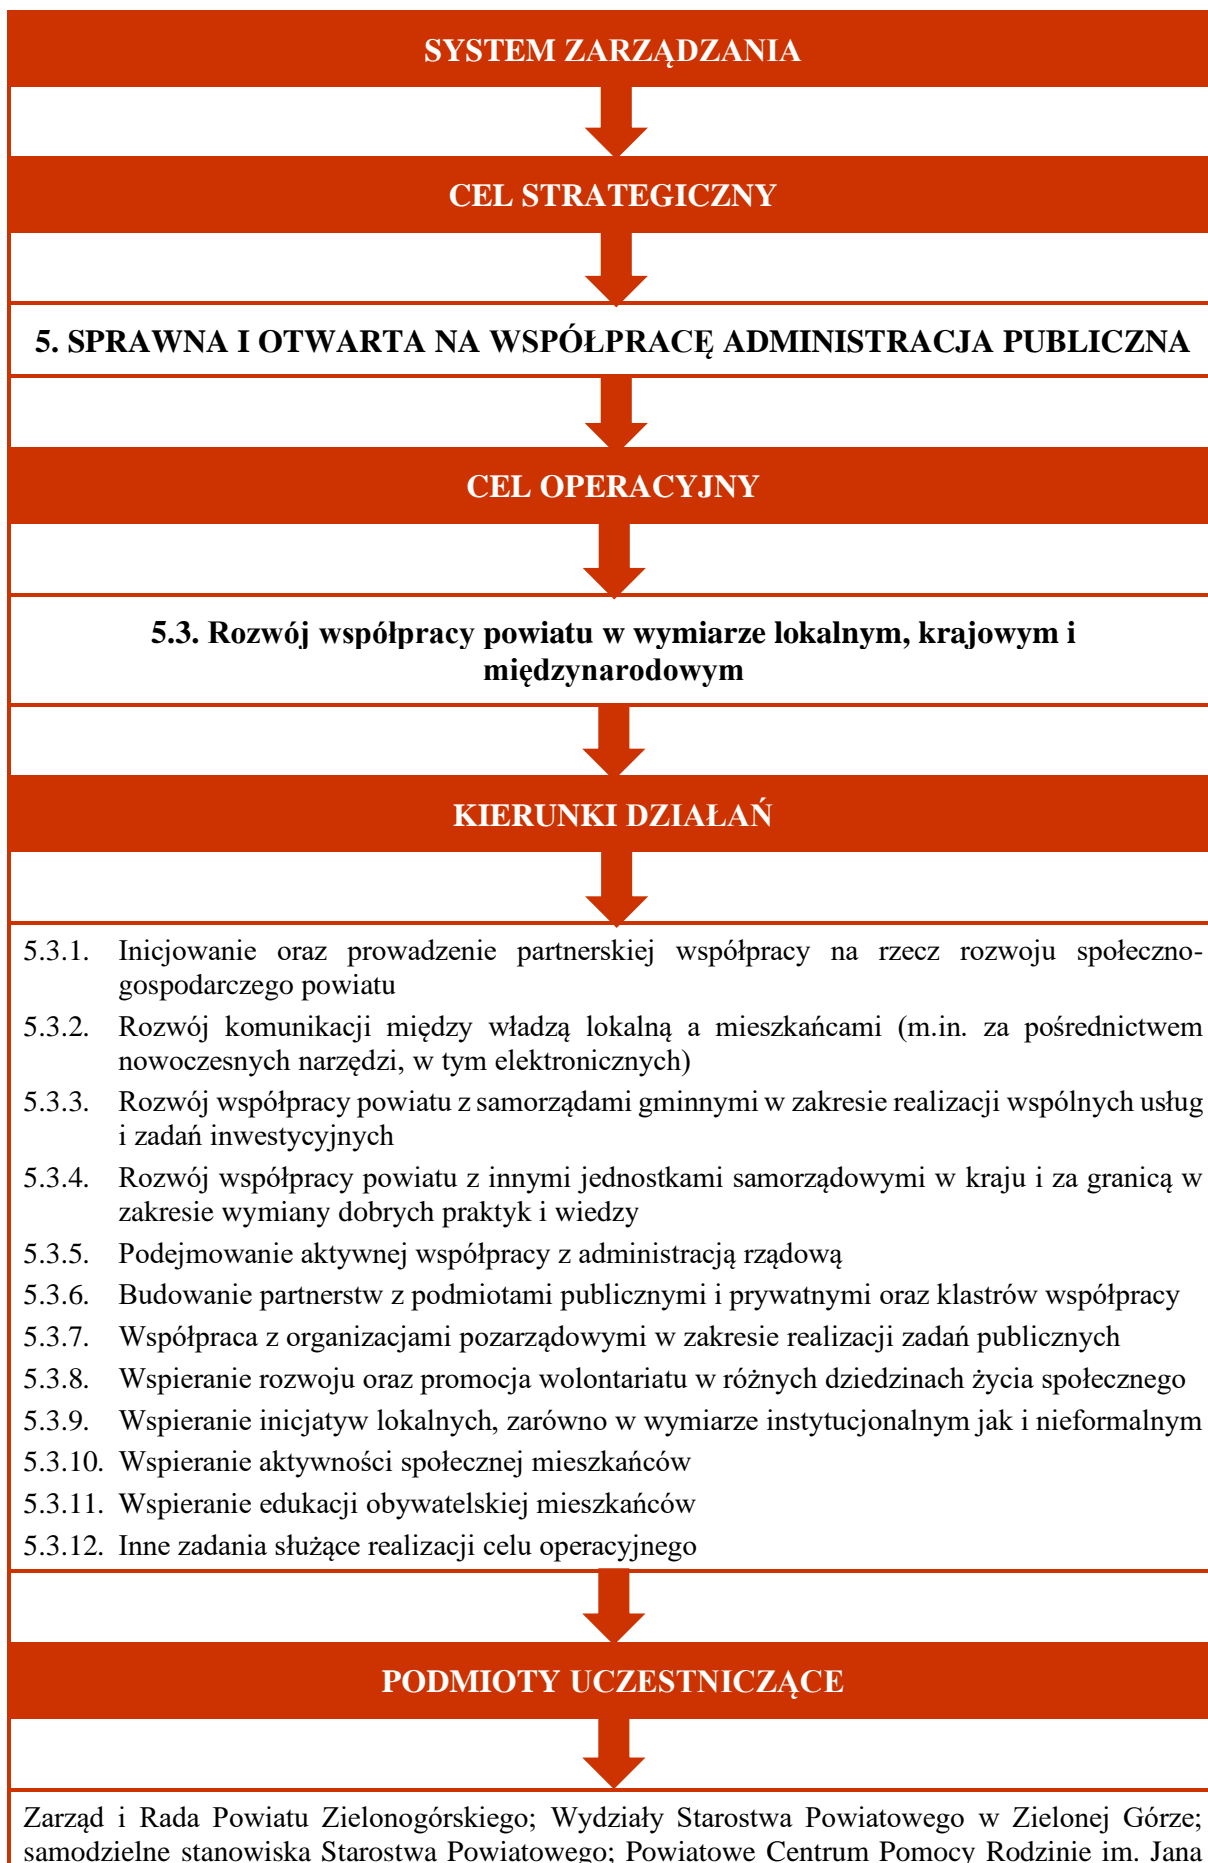 SYSTEM ZARZĄDZANIA
CEL STRATEGICZNY
5. SPRAWNA I OTWARTA NA WSPÓŁPRACĘ ADMINISTRACJA PUBLICZNA
CEL OPERACYJNY
5.3. Rozwój współpracy powiatu w wymiarze lokalnym, krajowym i
międzynarodowym
KIERUNKI DZIAŁAŃ
5.3.1. Inicjowanie oraz prowadzenie partnerskiej współpracy na rzecz rozwoju społeczno-
gospodarczego powiatu
5.3.2. Rozwój komunikacji między władzą lokalną a mieszkańcami (m.in. za pośrednictwem
nowoczesnych narzędzi, w tym elektronicznych)
5.3.3. Rozwój współpracy powiatu z samorządami gminnymi w zakresie realizacji wspólnych usług
i zadań inwestycyjnych
5.3.4. Rozwój współpracy powiatu z innymi jednostkami samorządowymi w kraju i za granicą w
zakresie wymiany dobrych praktyk i wiedzy
5.3.5. Podejmowanie aktywnej współpracy z administracją rządową
5.3.6. Budowanie partnerstw z podmiotami publicznymi i prywatnymi oraz klastrów współpracy
5.3.7. Współpraca z organizacjami pozarządowymi w zakresie realizacji zadań publicznych
5.3.8. Wspieranie rozwoju oraz promocja wolontariatu w różnych dziedzinach życia społecznego
5.3.9. Wspieranie inicjatyw lokalnych, zarówno w wymiarze instytucjonalnym jak i nieformalnym
5.3.10. Wspieranie aktywności społecznej mieszkańców
5.3.11. Wspieranie edukacji obywatelskiej mieszkańców
5.3.12. Inne zadania służące realizacji celu operacyjnego
PODMIOTY UCZESTNICZĄCE
Zarząd i Rada Powiatu Zielonogórskiego; Wydziały Starostwa Powiatowego w Zielonej Górze;
samodzielne stanowiska Starostwa Powiatowego; Powiatowe Centrum Pomocy Rodzinie im. Jana